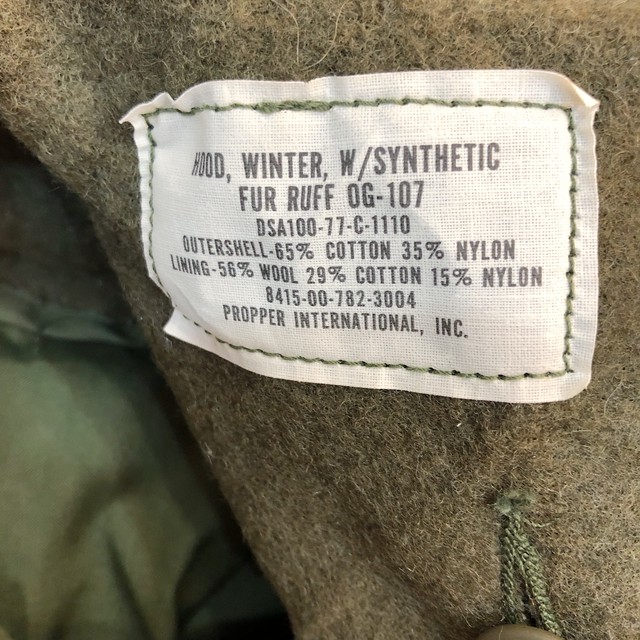 HOOD, WINTER, W/SYNTHETIC
FUR RUFF OG-107
DSA100-77-C-1110
OUTERSHELL-65% COTTON 35% NYLON
LINING-56% WOOL 29% COTTON 15% NYLON
8415-00-782-3004
PROPPER INTERNATIONAL, INC.